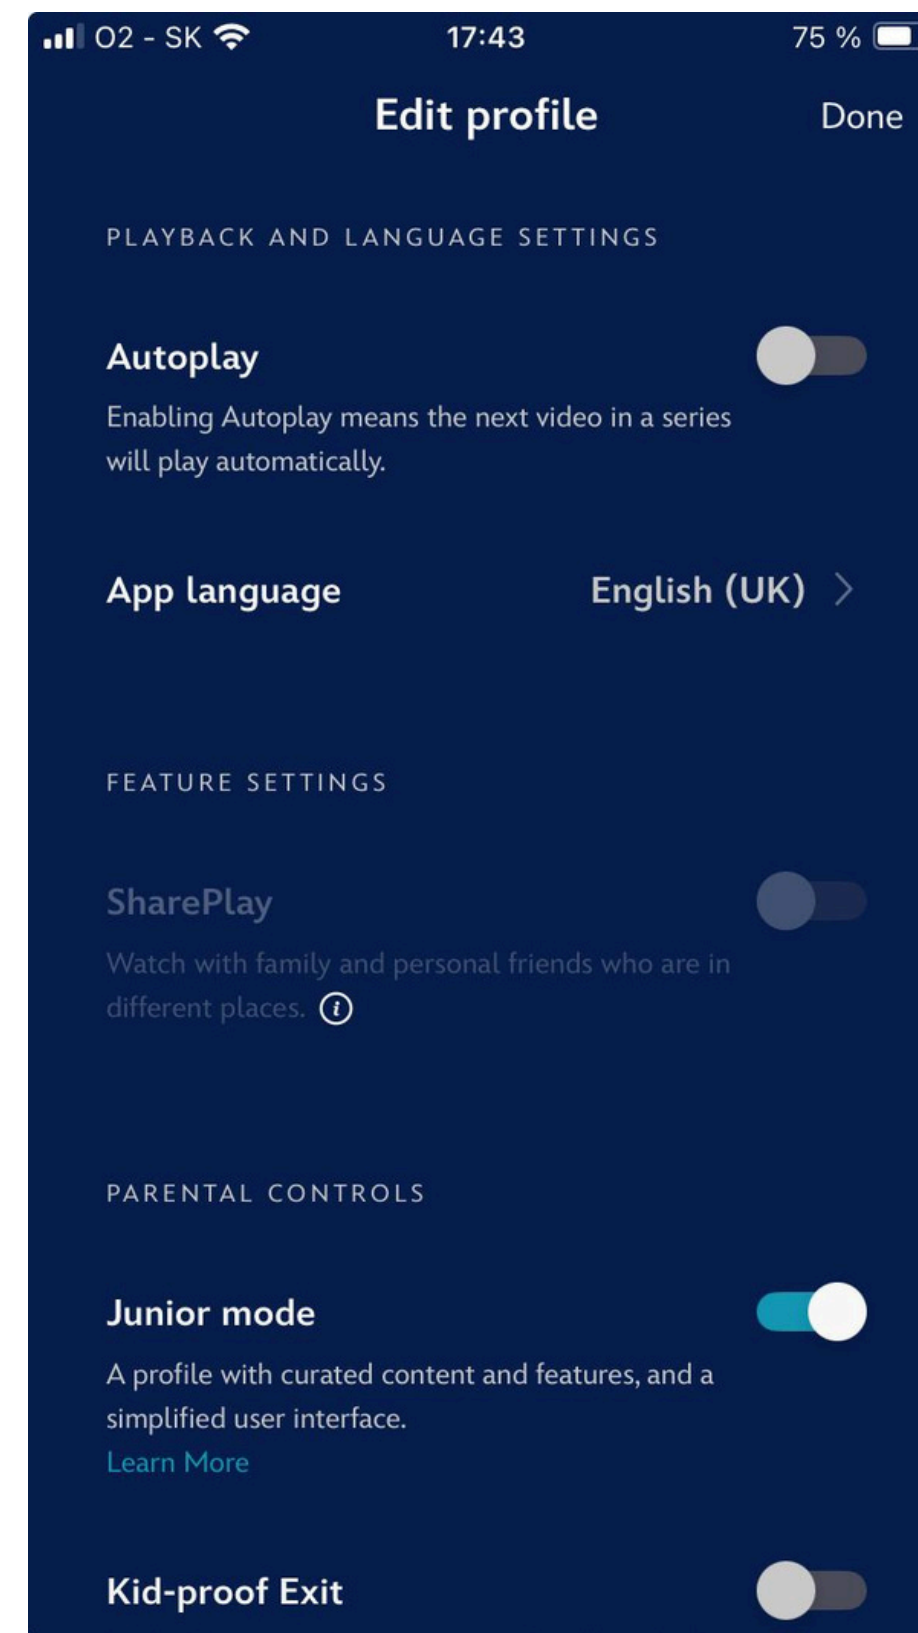 O2 - SK 17:43 75 %
Edit profile Done
PLAYBACK AND LANGUAGE SETTINGS
Autoplay
Enabling Autoplay means the next video in a series
will play automatically.
App language English (UK)
FEATURE SETTINGS
SharePlay
Watch with family and personal friends who are in
different places. i
PARENTAL CONTROLS
Junior mode
A profile with curated content and features, and a
simplified user interface.
Learn More
Kid-proof Exit